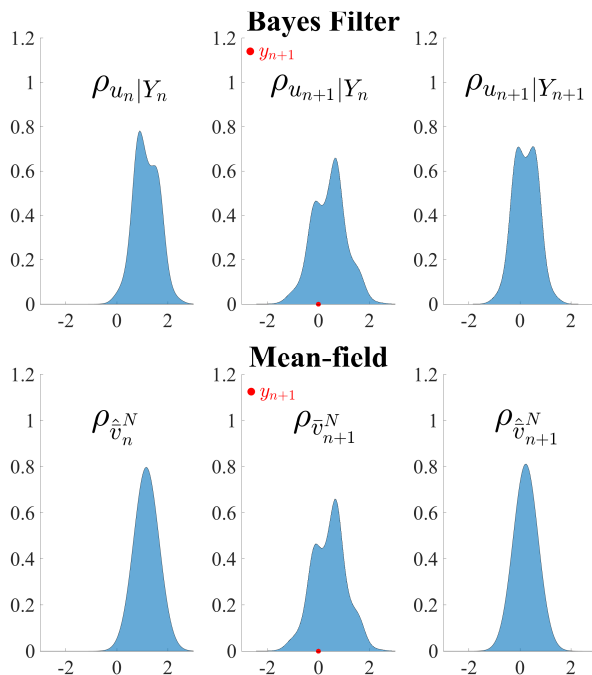 Bayes Filter
1.2 1 0.8 0.6 0.4 0.2 0
ρ_{u_n|Y_n}
-2 0 2
1.2 1 0.8 0.6 0.4 0.2 0
y_{n+1}
ρ_{u_{n+1}|Y_n}
-2 0 2
1.2 1 0.8 0.6 0.4 0.2 0
ρ_{u_{n+1}|Y_{n+1}}
-2 0 2
Mean-field
1.2 1 0.8 0.6 0.4 0.2 0
ρ_{\hat{\bar{v}}_n^N}
-2 0 2
1.2 1 0.8 0.6 0.4 0.2 0
y_{n+1}
ρ_{\bar{v}_{n+1}^N}
-2 0 2
1.2 1 0.8 0.6 0.4 0.2 0
ρ_{\hat{\bar{v}}_{n+1}^N}
-2 0 2